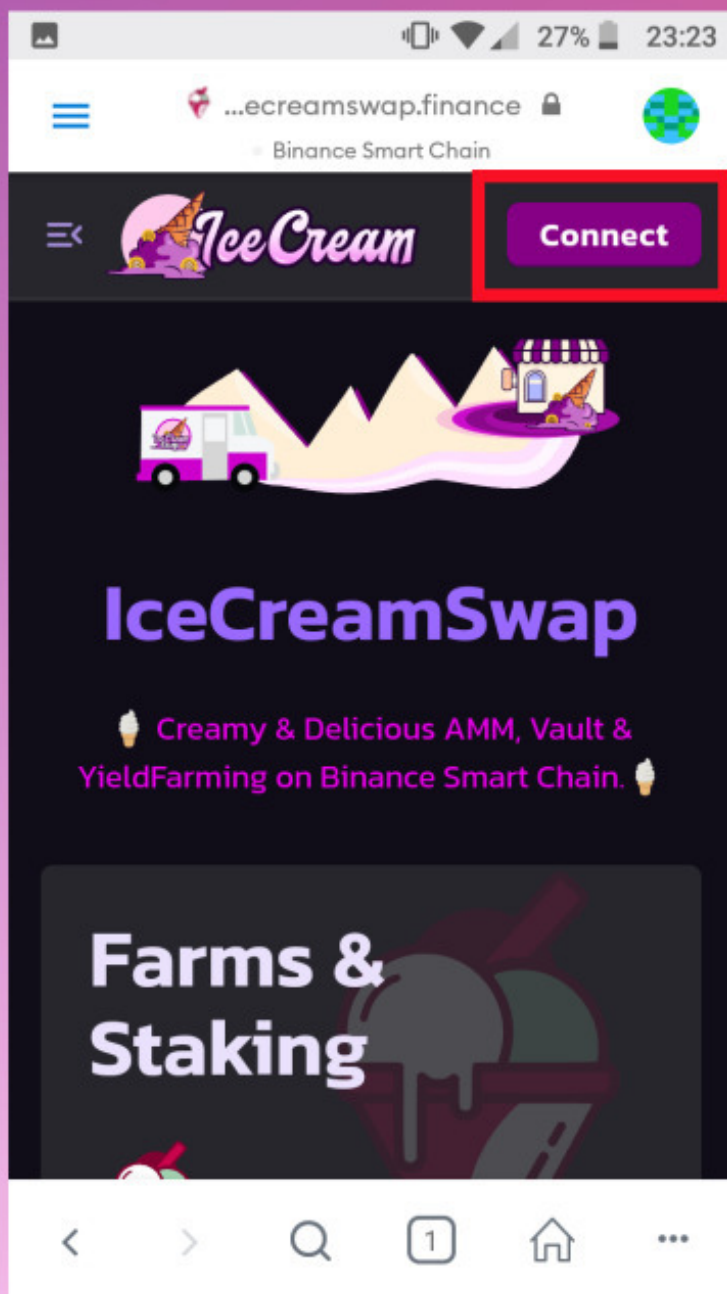 27% 23:23
...ecreamswap.finance
Binance Smart Chain
IceCream
Connect
IceCreamSwap
Creamy & Delicious AMM, Vault &
YieldFarming on Binance Smart Chain.
Farms &
Staking
1